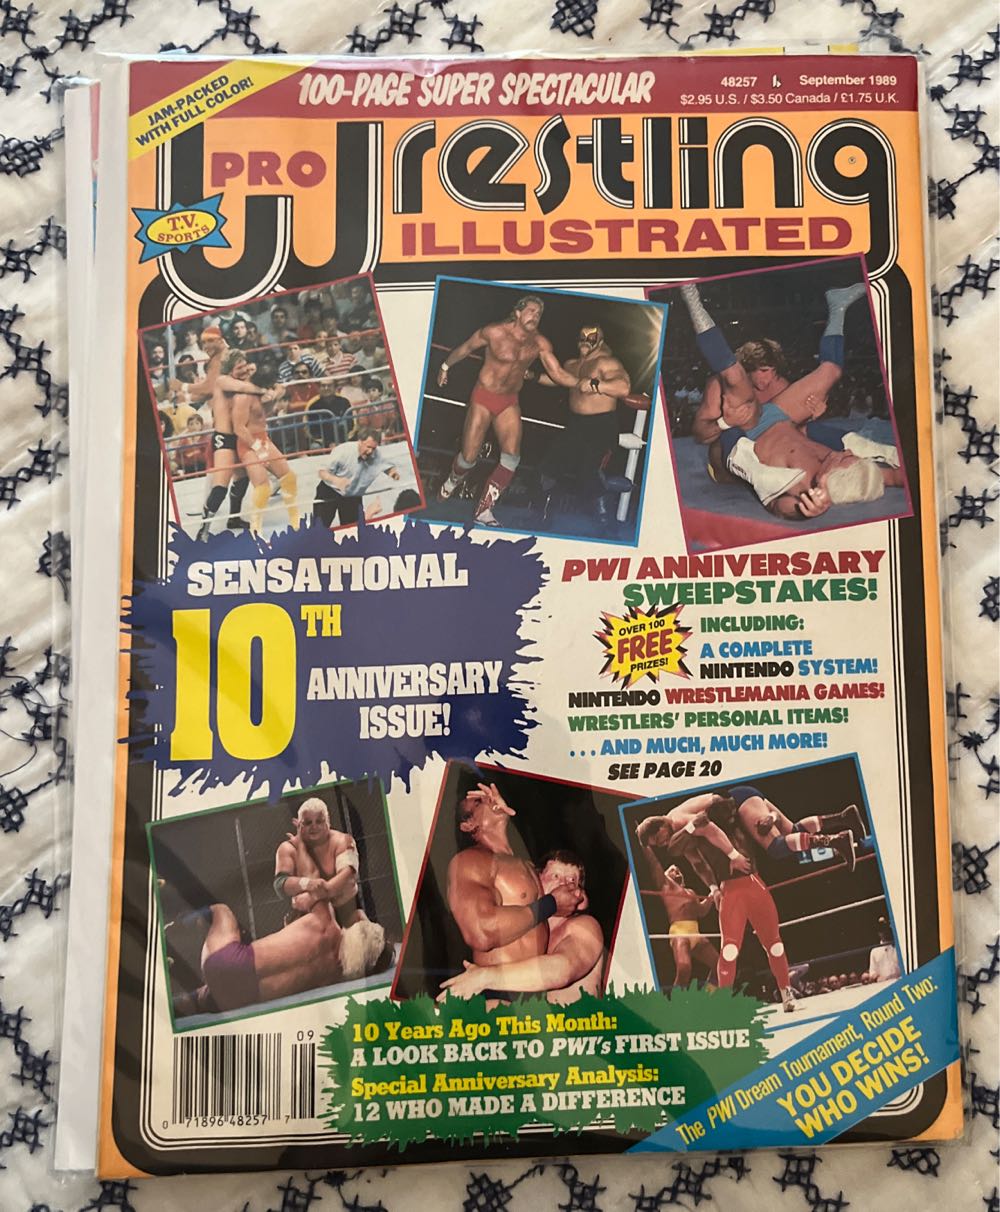 JAM-PACKED
WITH FULL COLOR!
100-PAGE SUPER SPECTACULAR
48257 September 1989
$2.95 U.S. / $3.50 Canada / £1.75 U.K.
PRO Wrestling
ILLUSTRATED
T.V.
SPORTS
SENSATIONAL
10TH
ANNIVERSARY
ISSUE!
PWI ANNIVERSARY
SWEEPSTAKES!
OVER 100
FREE
PRIZES!
INCLUDING:
A COMPLETE
NINTENDO SYSTEM!
NINTENDO WRESTLEMANIA GAMES!
WRESTLERS' PERSONAL ITEMS!
. . . AND MUCH, MUCH MORE!
SEE PAGE 20
$
10 Years Ago This Month:
A LOOK BACK TO PWI's FIRST ISSUE
Special Anniversary Analysis:
12 WHO MADE A DIFFERENCE
The PWI Dream Tournament, Round Two:
YOU DECIDE
WHO WINS!
09
0 71896 48257 7